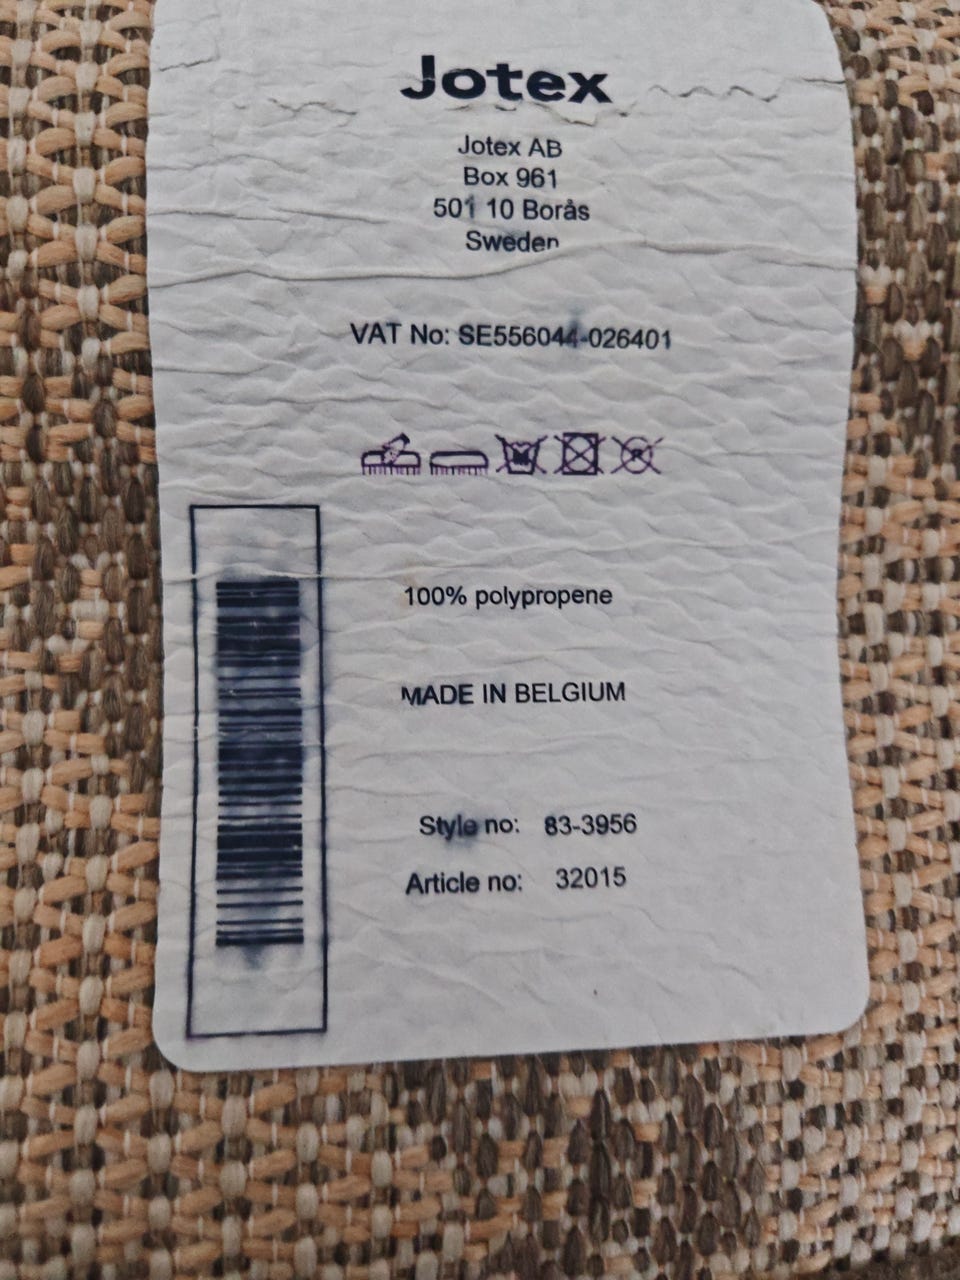 Jotex
Jotex AB
Box 961
501 10 Borås
Sweden
VAT No: SE556044-026401
100% polypropene
MADE IN BELGIUM
Style no: 83-3956
Article no: 32015